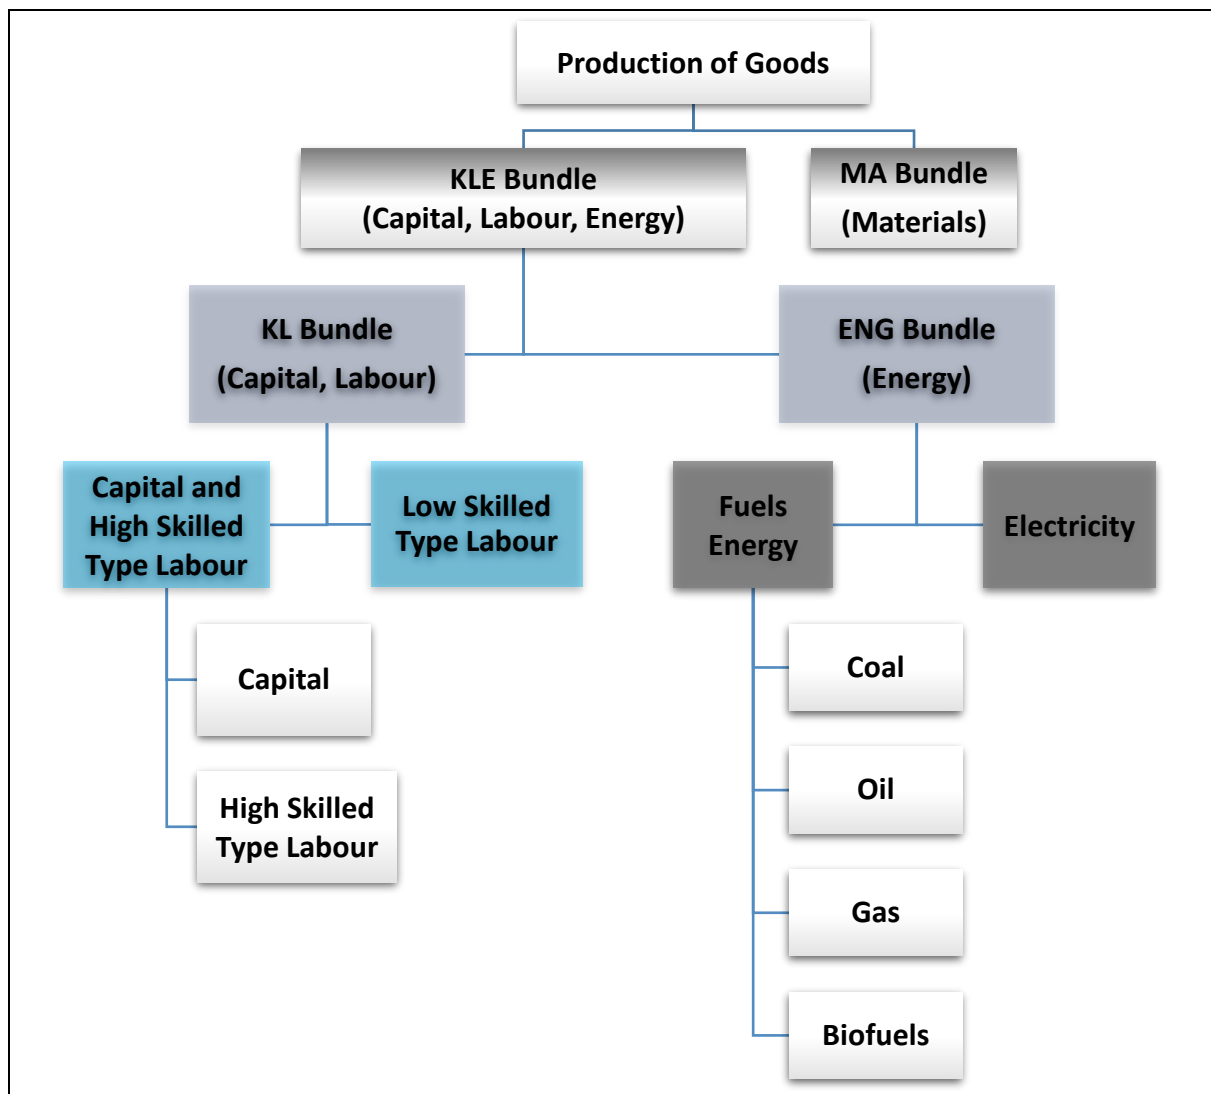 Production of Goods
KLE Bundle
(Capital, Labour, Energy)
MA Bundle
(Materials)
KL Bundle
(Capital, Labour)
ENG Bundle
(Energy)
Capital and
High Skilled
Type Labour
Low Skilled
Type Labour
Fuels
Energy
Electricity
Capital
High Skilled
Type Labour
Coal
Oil
Gas
Biofuels